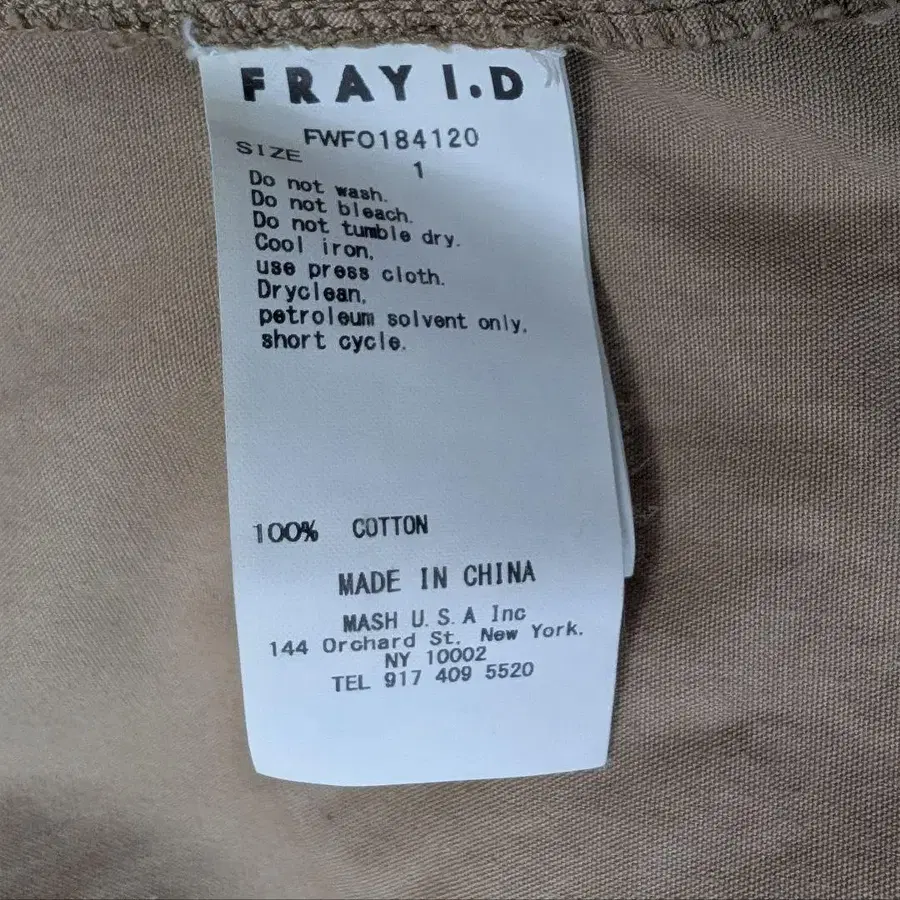 FRAY I.D
FWFO184120
SIZE
1
Do not wash.
Do not bleach.
Do not tumble dry.
Cool iron,
use press cloth.
Dryclean,
petroleum solvent only,
short cycle.
100% COTTON
MADE IN CHINA
MASH U.S.A Inc
144 Orchard St. New York.
NY 10002
TEL 917 409 5520